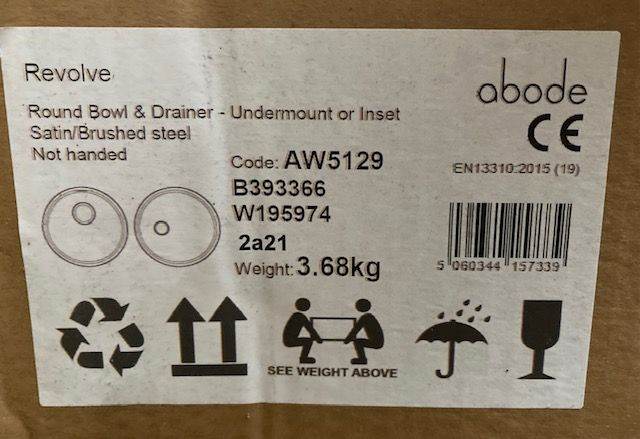 Revolve
abode
Round Bowl & Drainer - Undermount or Inset
Satin/Brushed steel
Not handed
CE
EN13310:2015 (19)
Code: AW5129
B393366
W195974
2a21
Weight: 3.68kg
5 060344 157339
SEE WEIGHT ABOVE